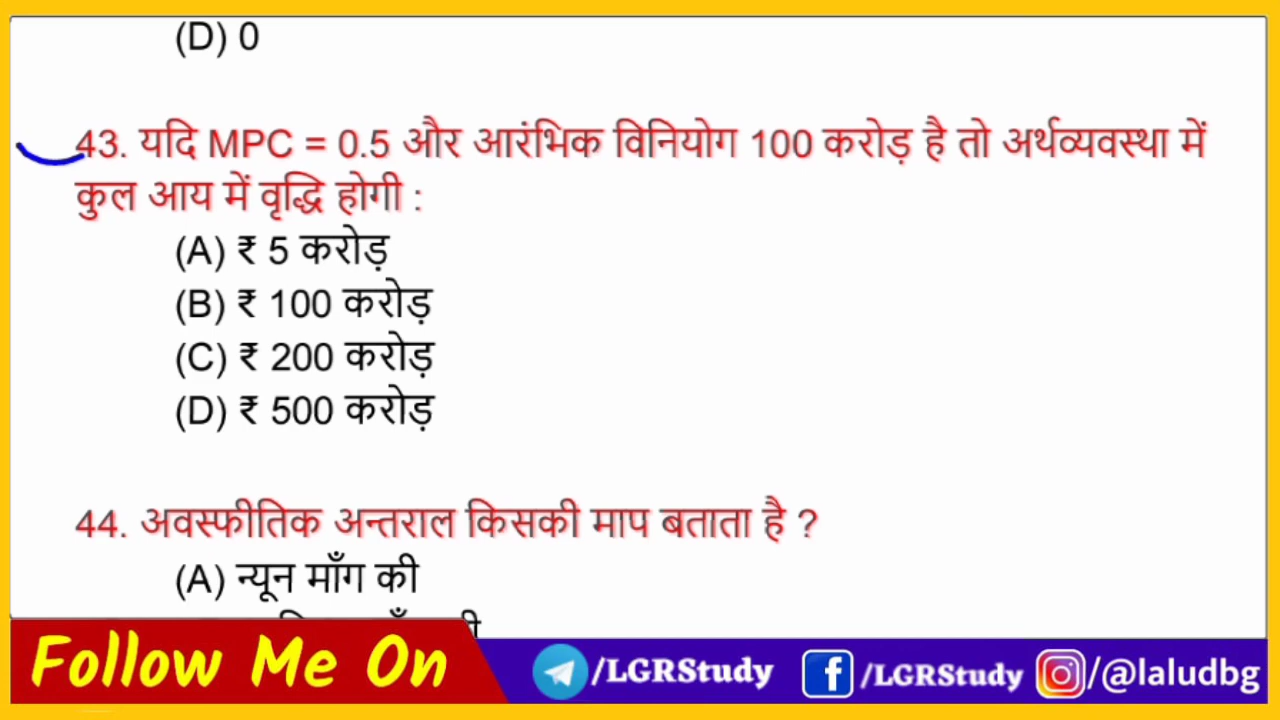 (D) 0
43. यदि MPC = 0.5 और आरंभिक विनियोग 100 करोड़ है तो अर्थव्यवस्था में
कुल आय में वृद्धि होगी :
(A) ₹ 5 करोड़
(B) ₹ 100 करोड़
(C) ₹ 200 करोड़
(D) ₹ 500 करोड़
44. अवस्फीतिक अन्तराल किसकी माप बताता है ?
(A) न्यून माँग की
Follow Me On
/LGRStudy
/LGRStudy
/@laludbg